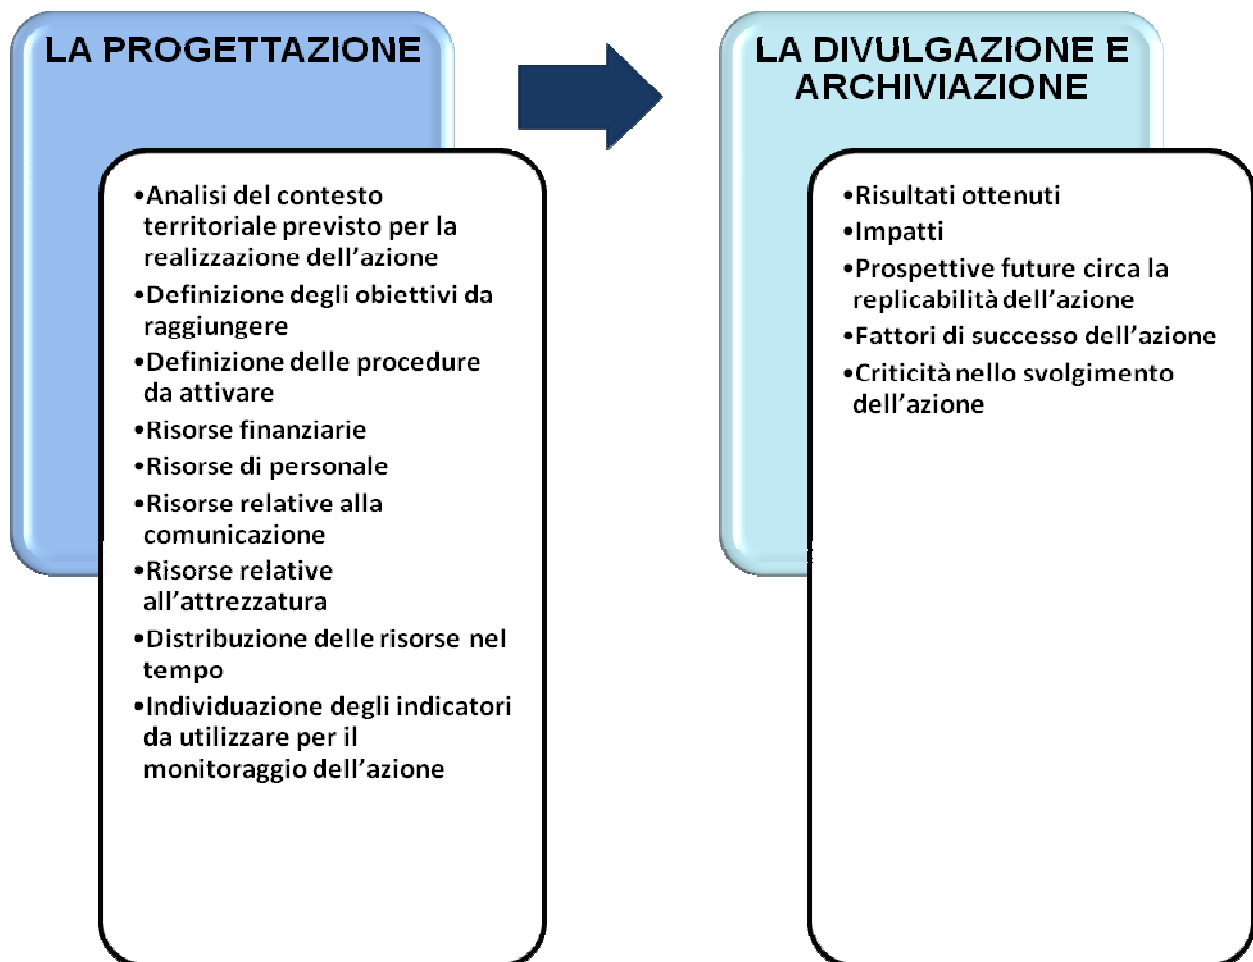 LA PROGETTAZIONE
•Analisi del contesto
territoriale previsto per la
realizzazione dell'azione
•Definizione degli obiettivi da
raggiungere
•Definizione delle procedure
da attivare
•Risorse finanziarie
•Risorse di personale
•Risorse relative alla
comunicazione
•Risorse relative
all'attrezzatura
•Distribuzione delle risorse nel
tempo
•Individuazione degli indicatori
da utilizzare per il
monitoraggio dell'azione
LA DIVULGAZIONE E
ARCHIVIAZIONE
•Risultati ottenuti
•Impatti
•Prospettive future circa la
replicabilità dell'azione
•Fattori di successo dell'azione
•Criticità nello svolgimento
dell'azione